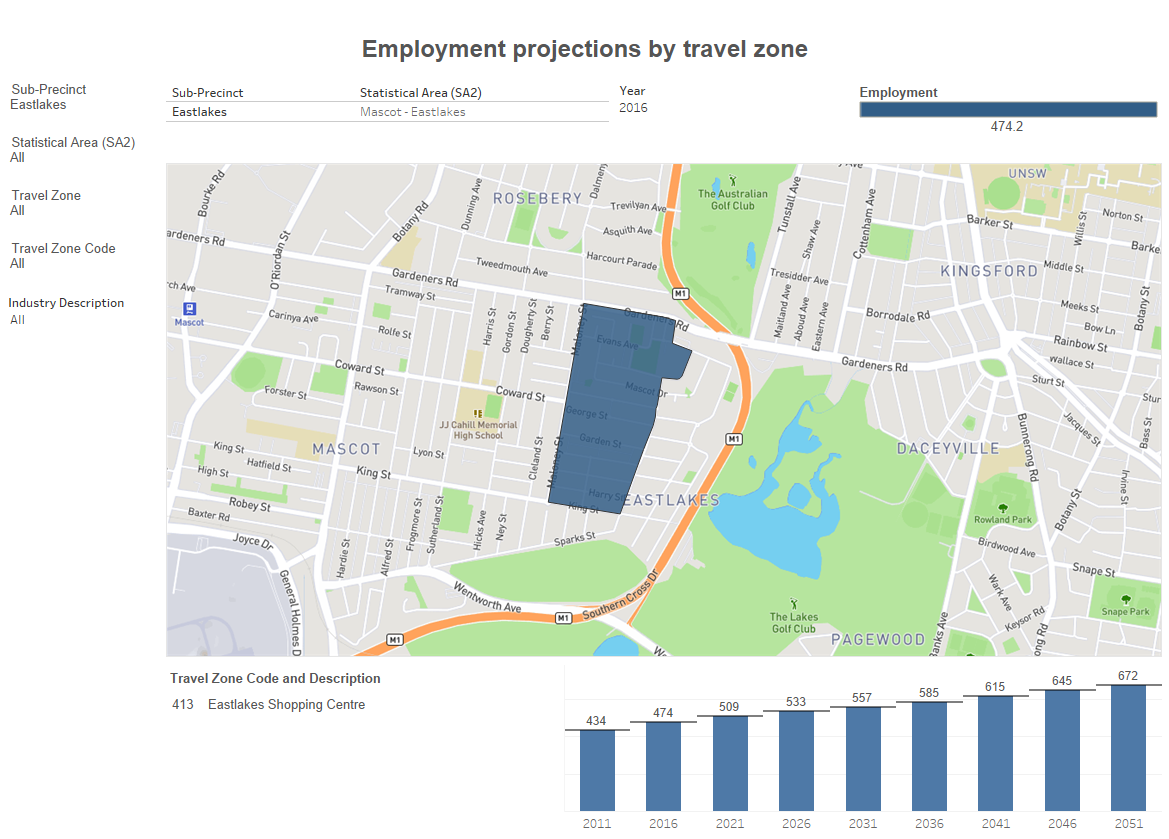 Employment projections by travel zone
Sub-Precinct
Eastlakes
Statistical Area (SA2)
All
Travel Zone
All
Travel Zone Code
All
Industry Description
All
Sub-Precinct Statistical Area (SA2)
Eastlakes Mascot - Eastlakes
Year
2016
Employment
474.2
Bourke Rd
ardeners Rd
O'Riordan St
Botany Rd
Dunning Ave
ROSEBERY
Dalmeny
Trevilyan Ave
Asquith Ave
Harcourt Parade
Tweedmouth Ave
Gardeners Rd
Tramway St
The Australian
Golf Club
Tunstall Ave
Shaw Ave
Cottenham Ave
UNSW
Barker St
Willis St
Norton St
Barke
KINGSFORD
Middle St
Tresidder Ave
Maitland Ave
Aboud Ave
Eastern Ave
Borrodale Rd
Meeks St
Bow Ln
Botany St
Rainbow St
Wallace St
Sturt St
Stur
rch Ave
Mascot
Carinya Ave
Rolfe St
Harris St
Gordon St
Dougherty St
Berry St
Maloney St
Gardeners Rd
M1
Evans Ave
Mascot Dr
Gardeners Rd
Coward St
Forster St
Rawson St
Coward St
George St
JJ Cahill Memorial
High School
Garden St
M1
MASCOT
King St
Hatfield St
High St
Lyon St
King St
Cleland St
Maloney St
Harry St
King St
EASTLAKES
DACEYVILLE
Bunnerong Rd
Jacques St
Bass St
Irvine St
Botany St
Robey St
Baxter Rd
Joyce Dr
Hardie St
Alfred St
Frogmore St
Sutherland St
Hicks Ave
Ney St
Sparks St
Rowland Park
Birdwood Ave
Snape St
Snape Park
Wark Ave
Keysor Rd
General Holmes D
Wentworth Ave
Southern Cross Dr
M1
M1
The Lakes
Golf Club
PAGEWOOD
Banks Ave
ong Rd
We
Travel Zone Code and Description
413 Eastlakes Shopping Centre
434 474 509 533 557 585 615 645 672
2011 2016 2021 2026 2031 2036 2041 2046 2051